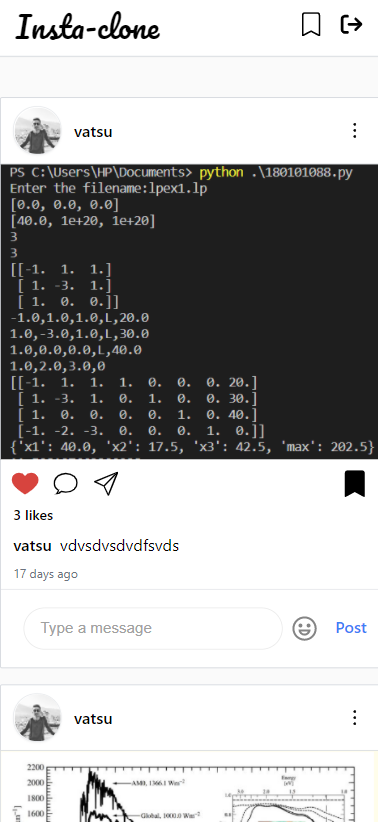 Insta-clone
vatsu
PS C:\Users\HP\Documents> python .\180101088.py
Enter the filename:lpex1.lp
[0.0, 0.0, 0.0]
[40.0, 1e+20, 1e+20]
3
3
[[-1. 1. 1.]
[ 1. -3. 1.]
[ 1. 0. 0.]]
-1.0,1.0,1.0,L,20.0
1.0,-3.0,1.0,L,30.0
1.0,0.0,0.0,L,40.0
1.0,2.0,3.0,0
[[-1. 1. 1. 1. 0. 0. 0. 20.]
[ 1. -3. 1. 0. 1. 0. 0. 30.]
[ 1. 0. 0. 0. 0. 1. 0. 40.]
[-1. -2. -3. 0. 0. 0. 1. 0.]]
{'x1': 40.0, 'x2': 17.5, 'x3': 42.5, 'max': 202.5}
3 likes
vatsu vdvsdvsdvdfsvds
17 days ago
Type a message Post
vatsu
2200
2000
1800
1600
AM0, 1366.1 Wm⁻²
Global, 1000.0 Wm⁻²
Energy
[eV]